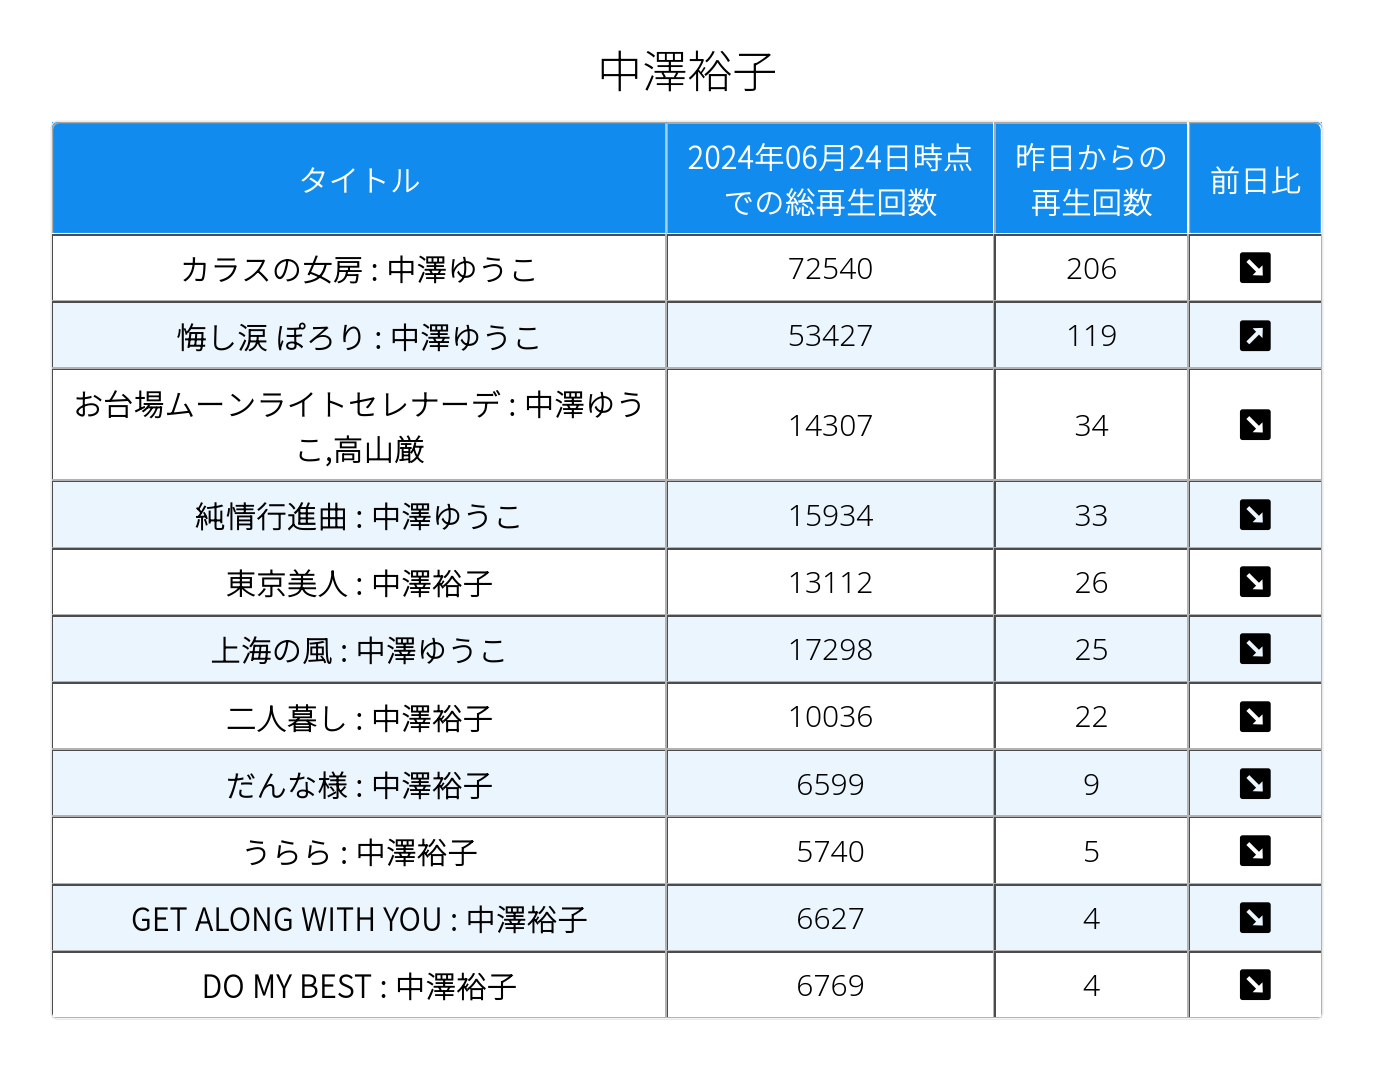 中澤裕子
タイトル
2024年06月24日時点
での総再生回数
昨日からの
再生回数
前日比
カラスの女房 : 中澤ゆうこ
72540
206
悔し涙 ぽろり : 中澤ゆうこ
53427
119
お台場ムーンライトセレナーデ : 中澤ゆう
こ,高山厳
14307
34
純情行進曲 : 中澤ゆうこ
15934
33
東京美人 : 中澤裕子
13112
26
上海の風 : 中澤ゆうこ
17298
25
二人暮し : 中澤裕子
10036
22
だんな様 : 中澤裕子
6599
9
うらら : 中澤裕子
5740
5
GET ALONG WITH YOU : 中澤裕子
6627
4
DO MY BEST : 中澤裕子
6769
4